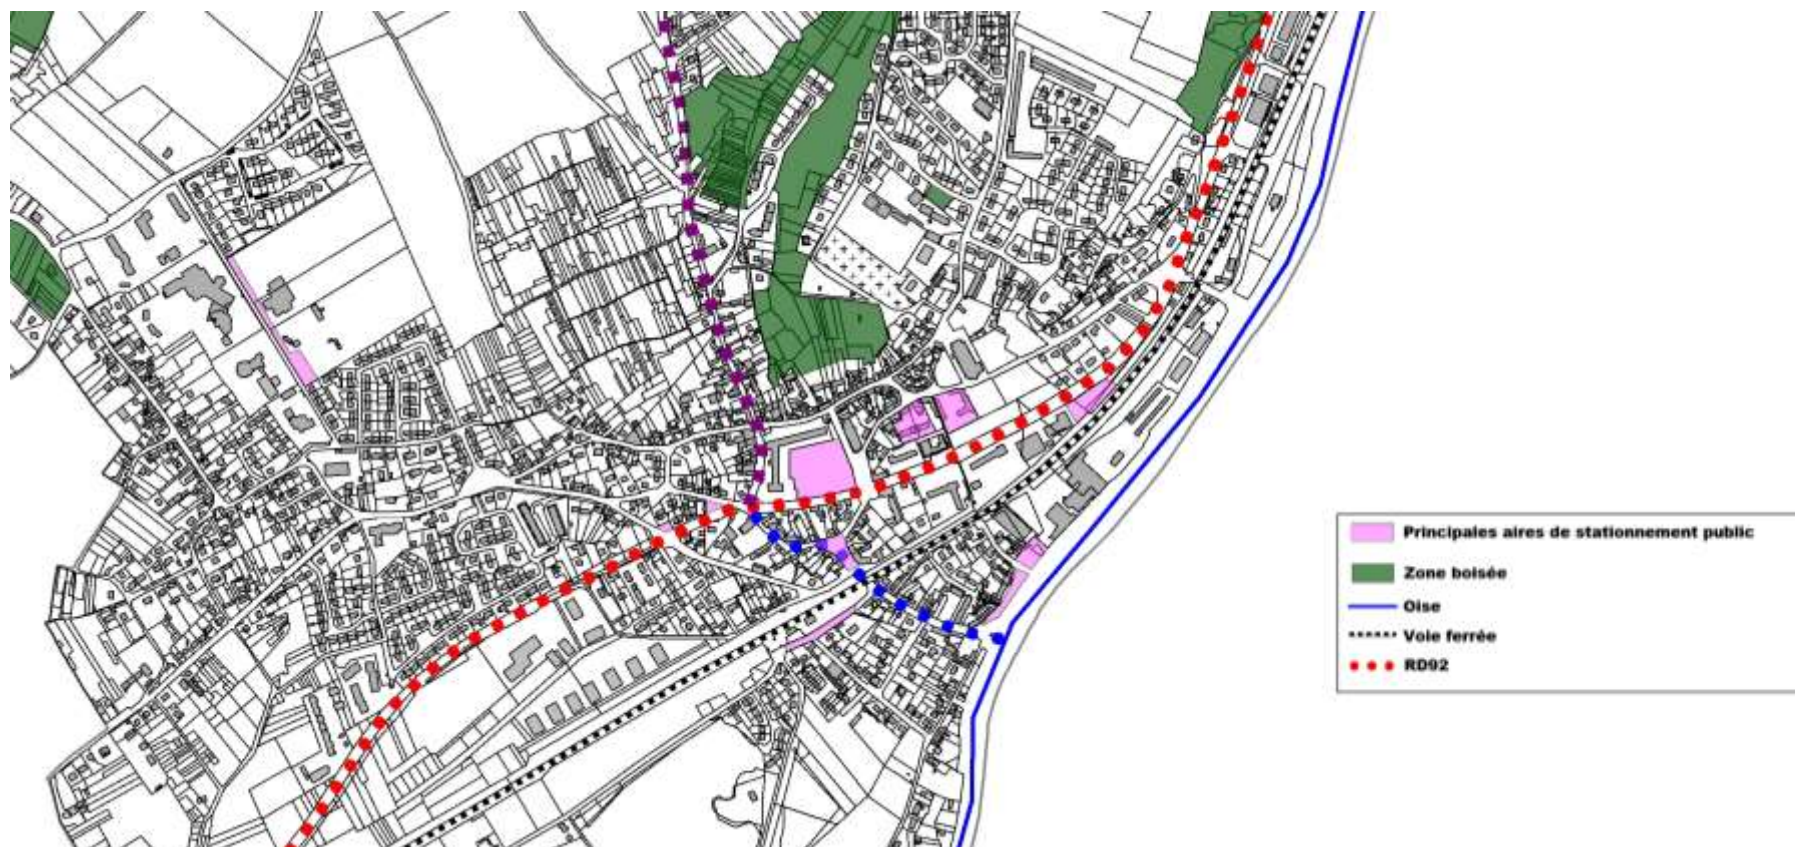 Principales aires de stationnement public
Zone boisée
Oise
Voie ferrée
RD92